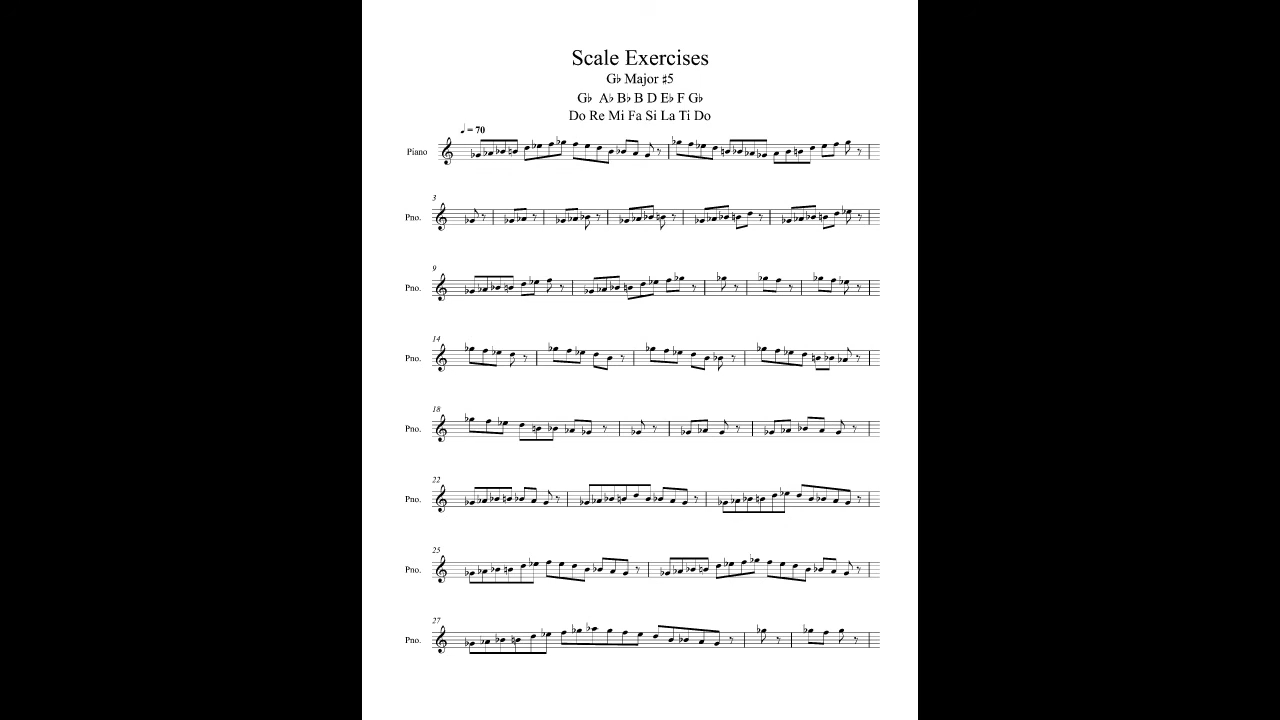 Scale Exercises
G♭ Major ♯5
G♭ A♭ B♭ B D E♭ F G♭
Do Re Mi Fa Si La Ti Do
♩ = 70
Piano
3
Pno.
9
Pno.
14
Pno.
18
Pno.
22
Pno.
25
Pno.
27
Pno.